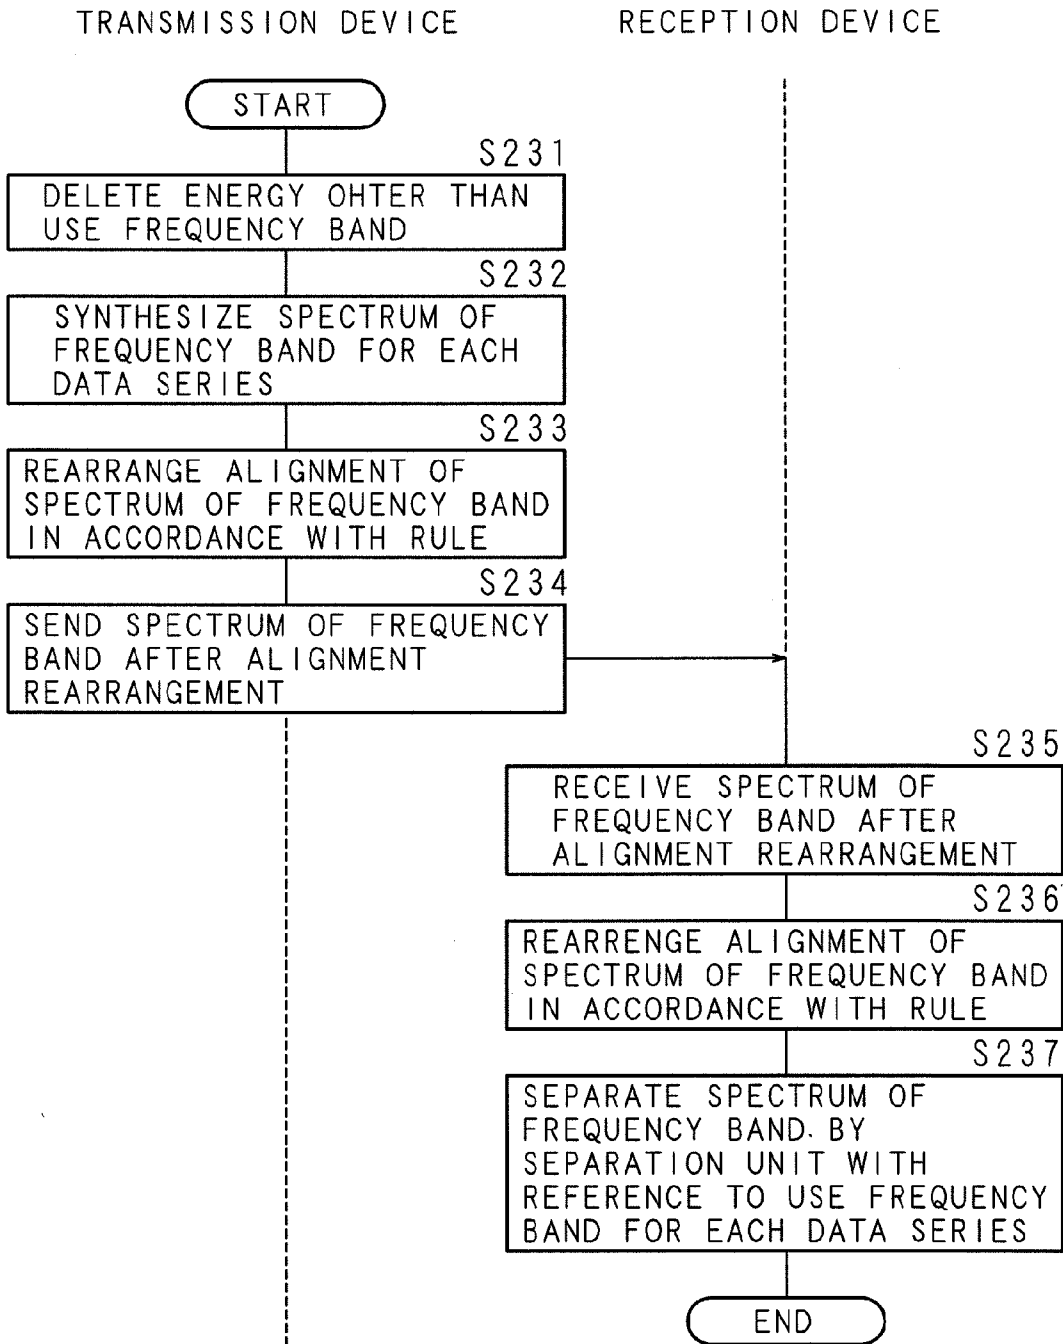 TRANSMISSION DEVICE
RECEPTION DEVICE
START
S231
DELETE ENERGY OHTER THAN
USE FREQUENCY BAND
S232
SYNTHESIZE SPECTRUM OF
FREQUENCY BAND FOR EACH
DATA SERIES
S233
REARRANGE ALIGNMENT OF
SPECTRUM OF FREQUENCY BAND
IN ACCORDANCE WITH RULE
S234
SEND SPECTRUM OF FREQUENCY
BAND AFTER ALIGNMENT
REARRANGEMENT
S235
RECEIVE SPECTRUM OF
FREQUENCY BAND AFTER
ALIGNMENT REARRANGEMENT
S236
REARRENGE ALIGNMENT OF
SPECTRUM OF FREQUENCY BAND
IN ACCORDANCE WITH RULE
S237
SEPARATE SPECTRUM OF
FREQUENCY BAND BY
SEPARATION UNIT WITH
REFERENCE TO USE FREQUENCY
BAND FOR EACH DATA SERIES
END